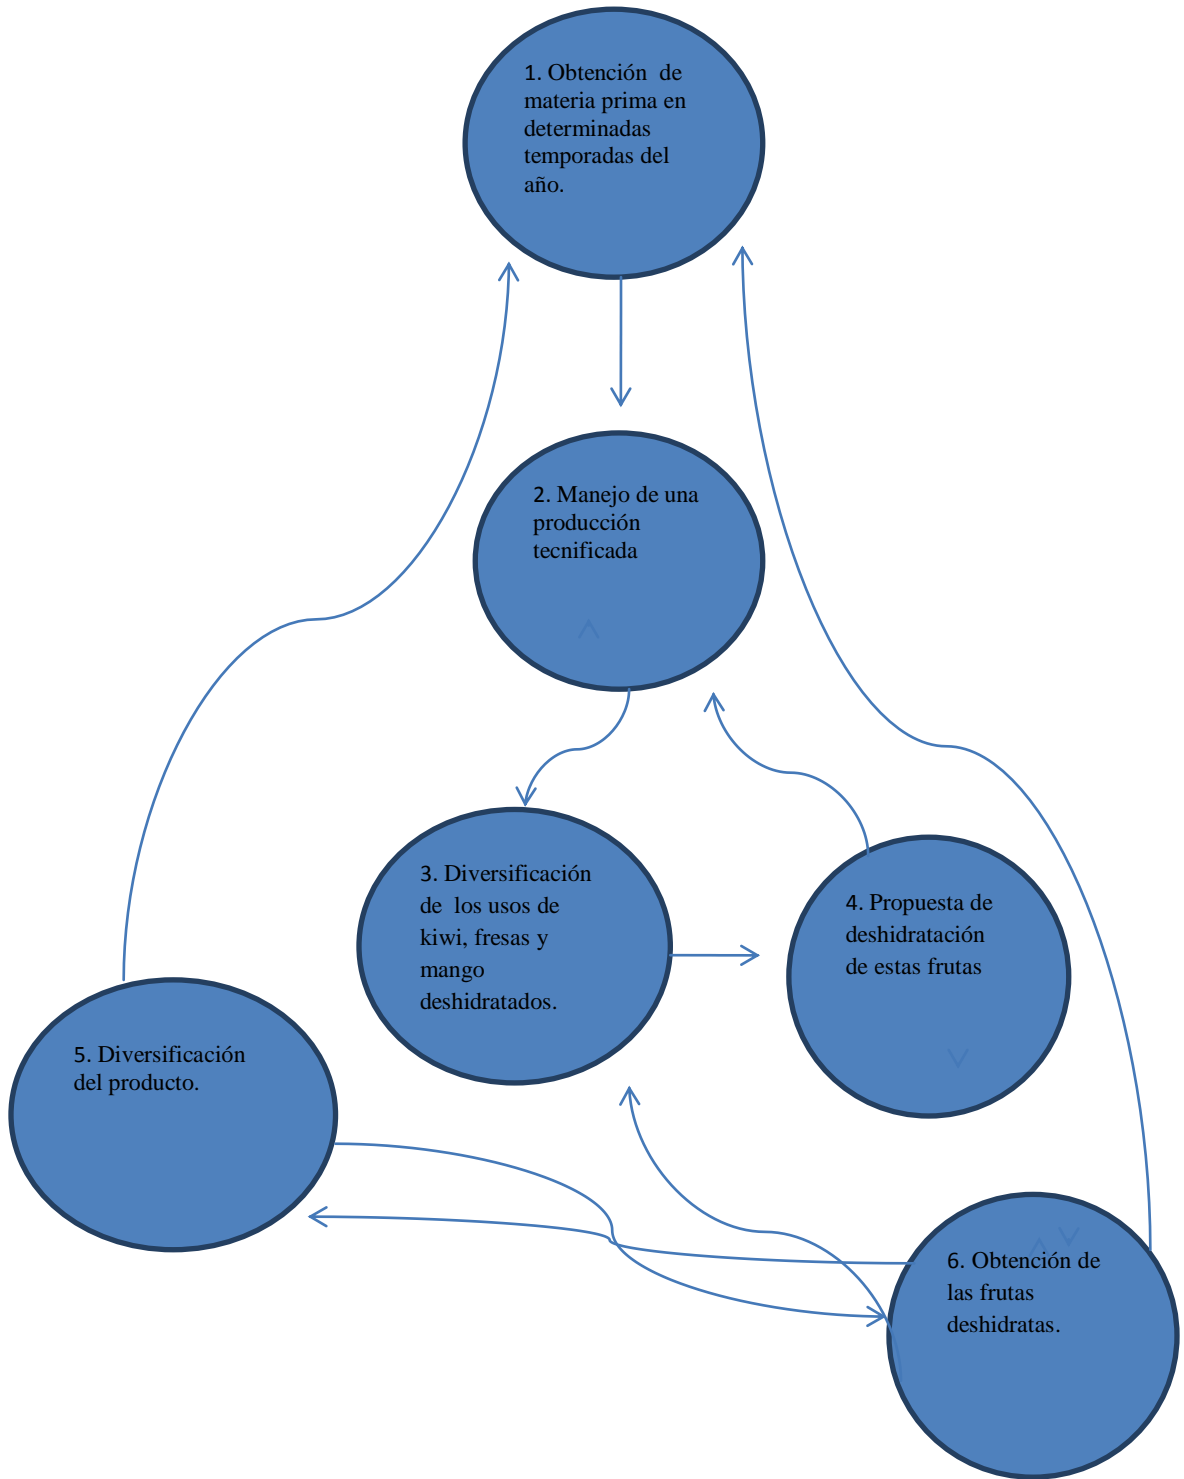 1. Obtención  de
materia prima en
determinadas
temporadas del
año.
2. Manejo de una
producción
tecnificada
3. Diversificación
de  los usos de
kiwi, fresas y
mango
deshidratados.
4. Propuesta de
deshidratación
de estas frutas
5. Diversificación
del producto.
6. Obtención de
las frutas
deshidratas.